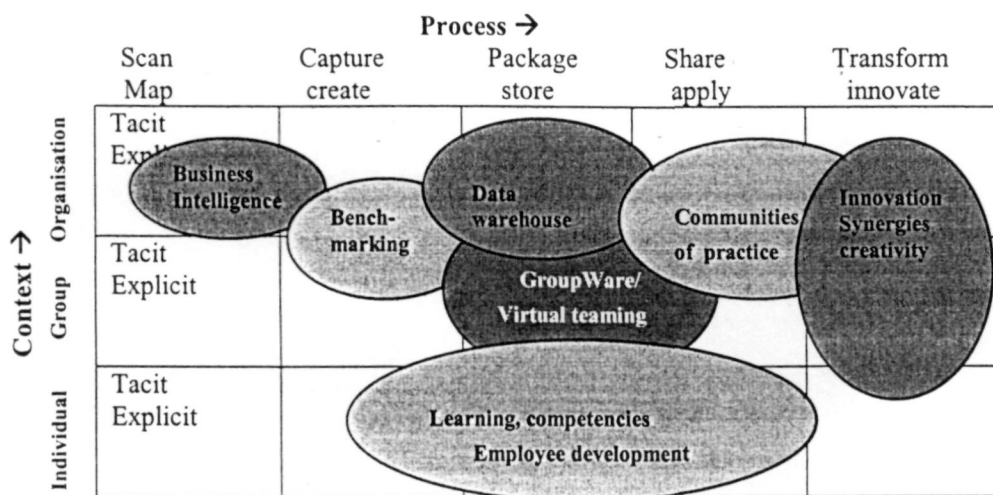 Process →
Scan
Map
Capture
create
Package
store
Share
apply
Transform
innovate
Context →
Organisation
Tacit
Explicit
Business
Intelligence
Bench-
marking
Data
warehouse
Communities
of practice
Innovation
Synergies
creativity
Group
Tacit
Explicit
GroupWare/
Virtual teaming
Individual
Tacit
Explicit
Learning, competencies
Employee development